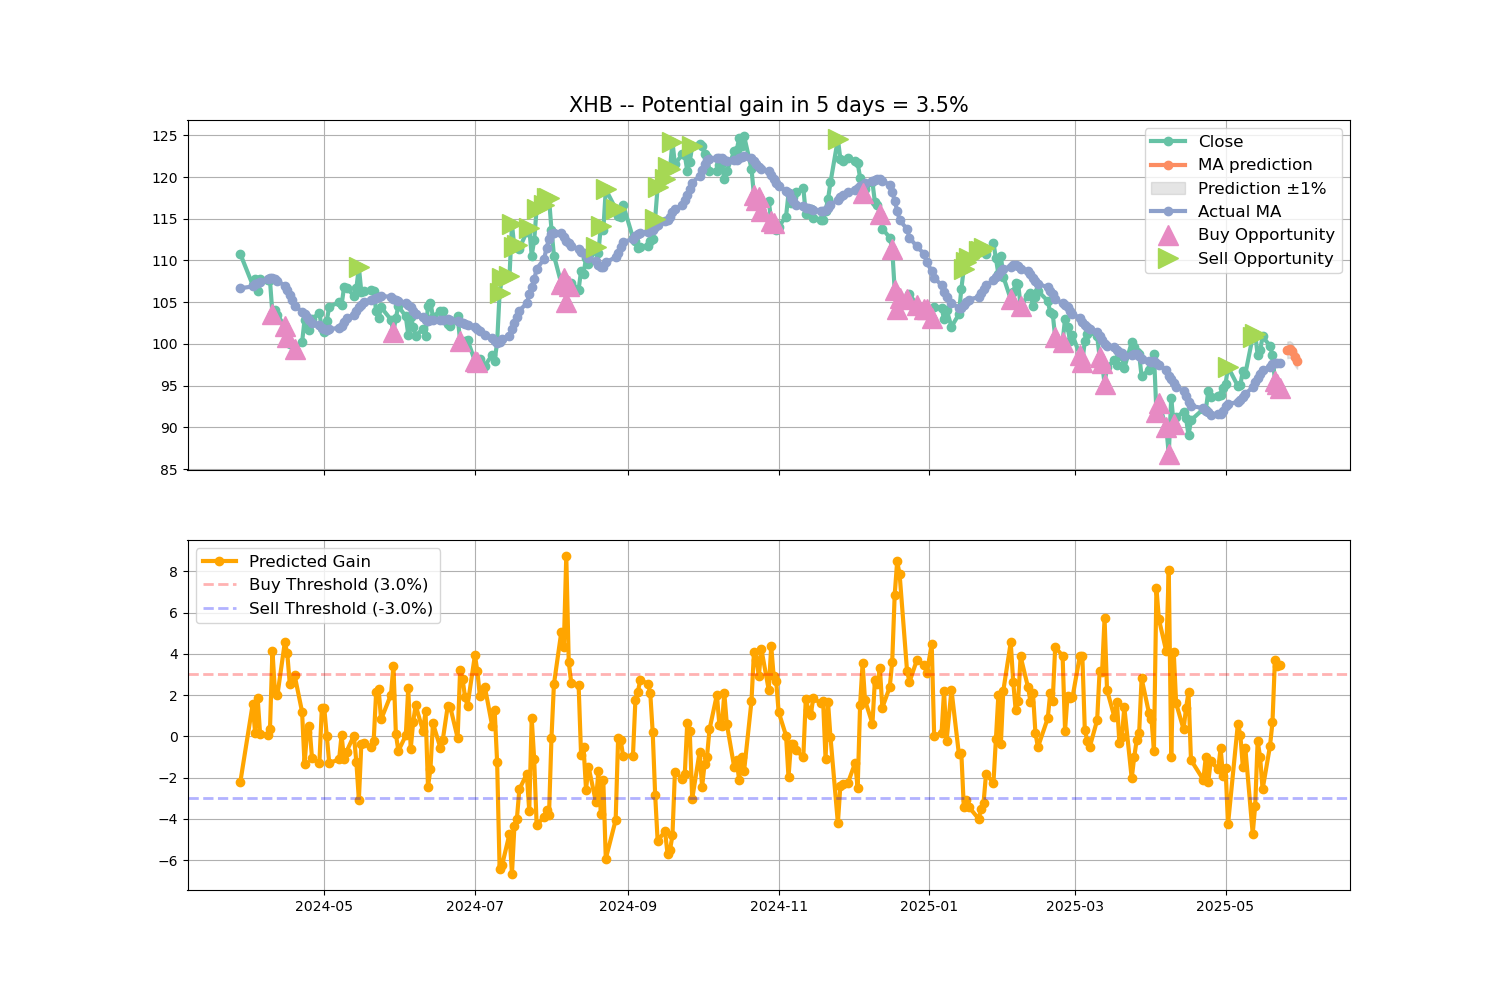 XHB -- Potential gain in 5 days = 3.5%
125
120
115
110
105
100
95
90
85
Close
MA prediction
Prediction ±1%
Actual MA
Buy Opportunity
Sell Opportunity
8
6
4
2
0
−2
−4
−6
Predicted Gain
Buy Threshold (3.0%)
Sell Threshold (-3.0%)
2024-05
2024-07
2024-09
2024-11
2025-01
2025-03
2025-05